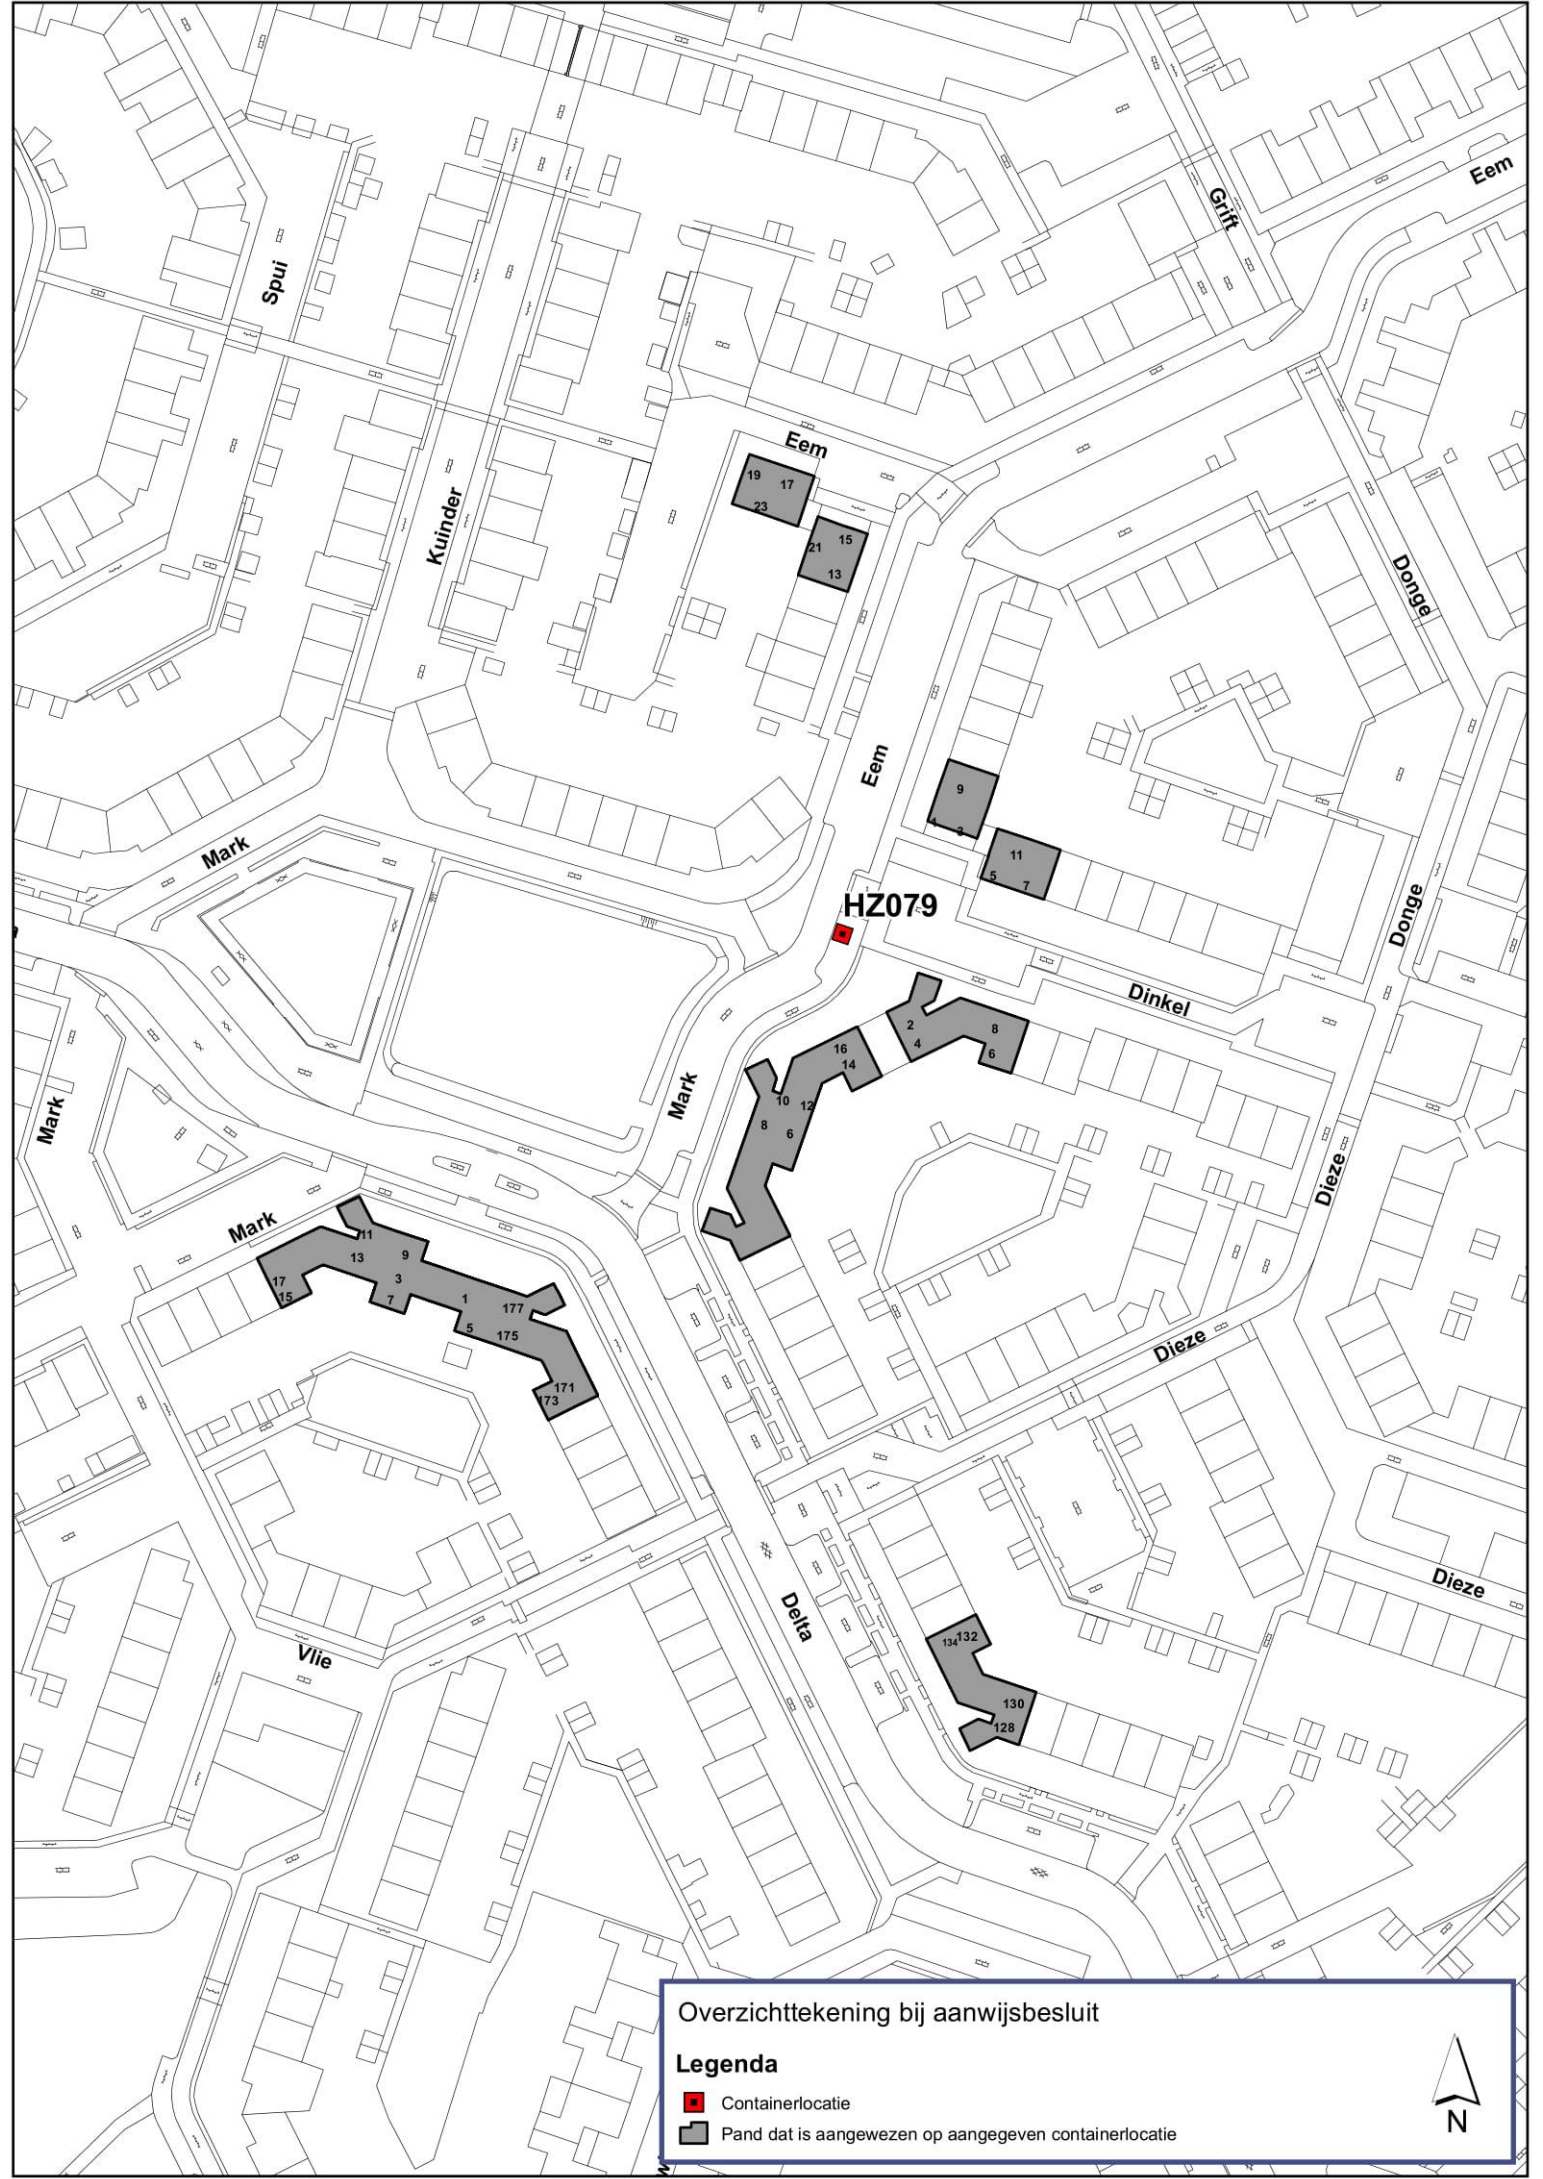 Eem
Grift
Spui
Eem
19
17
23
Kuinder
15
21
13
Donge
Eem
9
1
3
Mark
11
5
7
HZ079
Donge
Dinkel
2
8
4
6
16
14
Mark
10
12
8
6
Mark
Dieze
Mark
11
13
9
17
3
15
7
1
177
5
175
Dieze
171
173
Dieze
Delta
134
132
Vlie
130
128
Overzichttekening bij aanwijsbesluit
Legenda
Containerlocatie
Pand dat is aangewezen op aangegeven containerlocatie
N